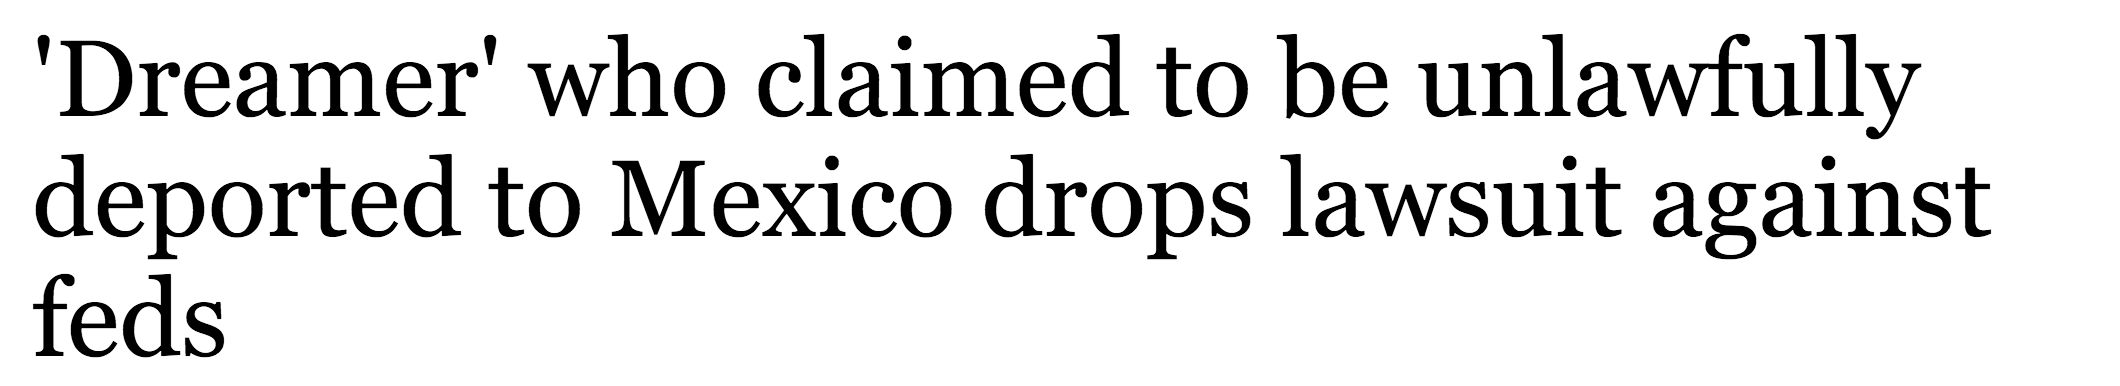 'Dreamer' who claimed to be unlawfully
deported to Mexico drops lawsuit against
feds